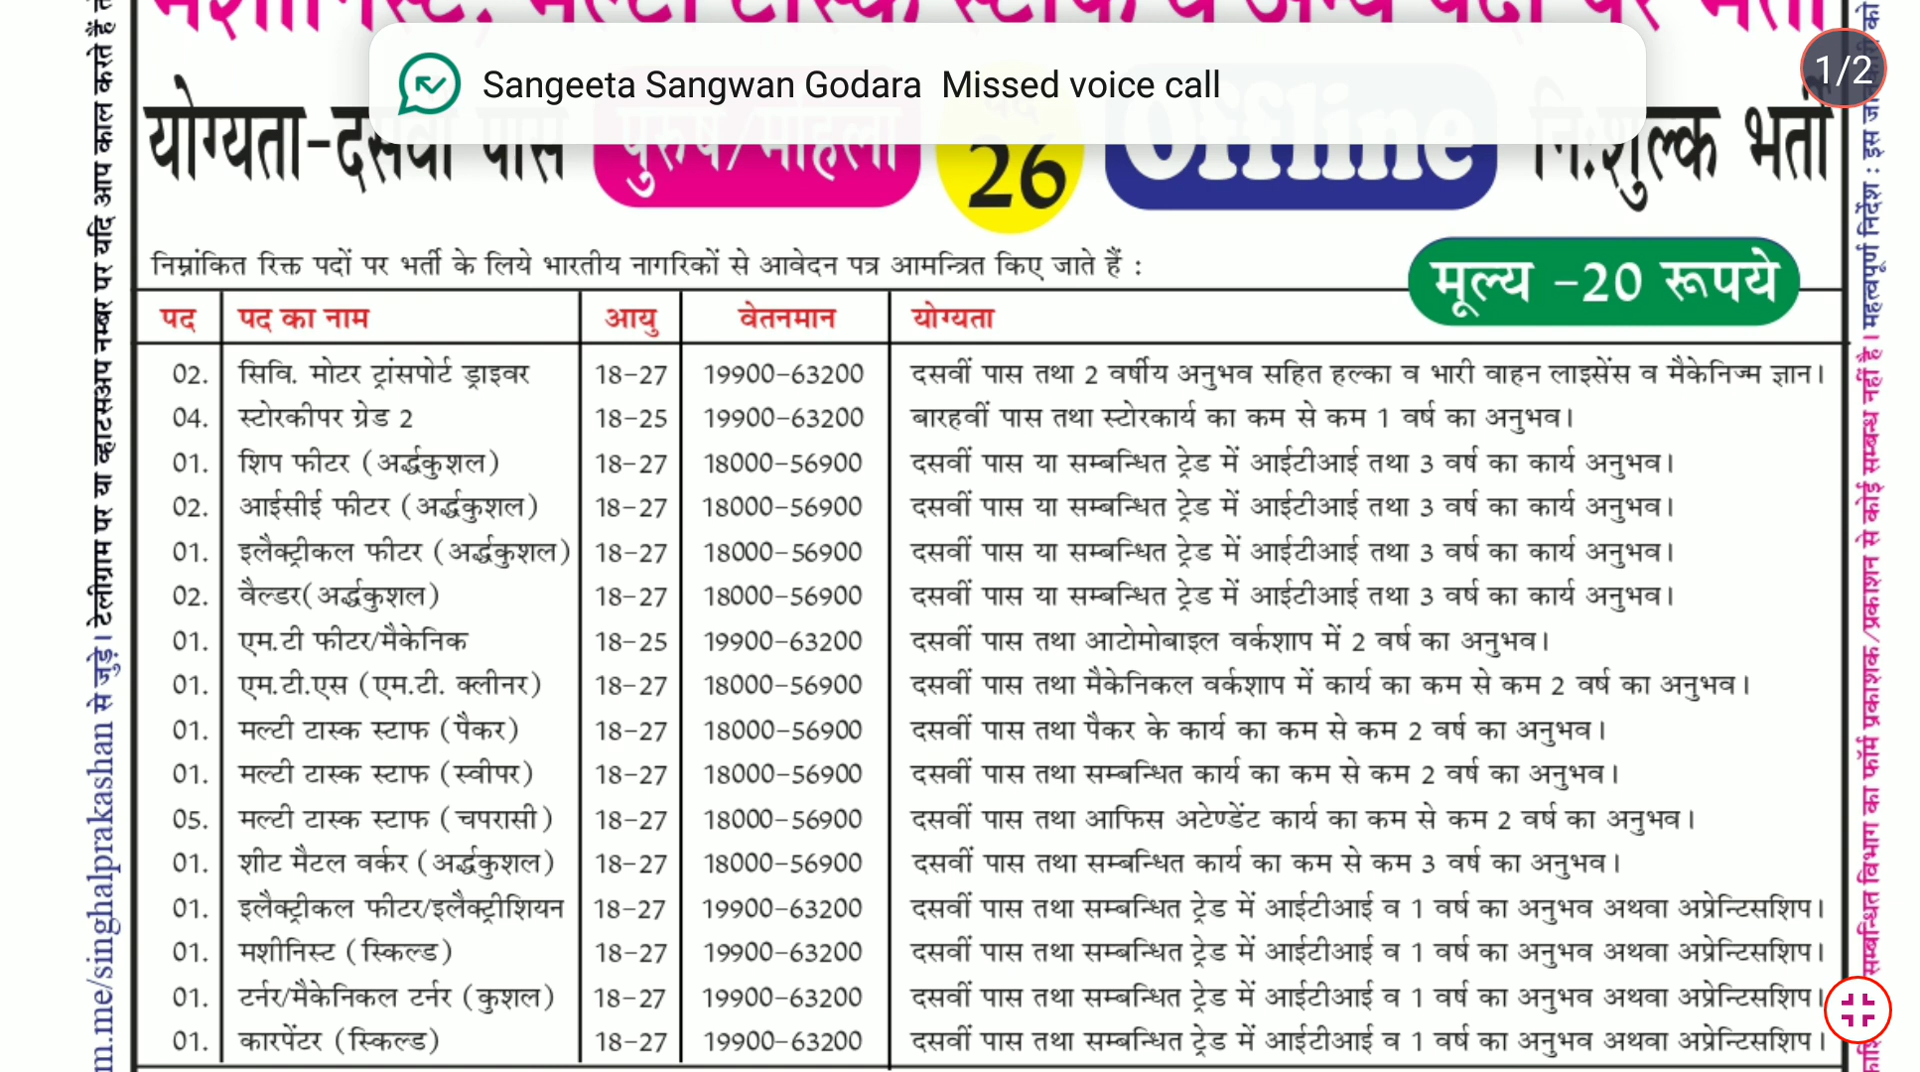 मशीनिस्ट, मल्टी टास्क स्टाफ व अन्य पदों पर भर्ती
Sangeeta Sangwan Godara Missed voice call
1/2
योग्यता-दसवीं पास पुरुष/महिला पद 26 Offline नि:शुल्क भर्ती
निम्नांकित रिक्त पदों पर भर्ती के लिये भारतीय नागरिकों से आवेदन पत्र आमन्त्रित किए जाते हैं :
मूल्य -20 रूपये
पद पद का नाम आयु वेतनमान योग्यता
02. सिवि. मोटर ट्रांसपोर्ट ड्राइवर 18-27 19900-63200 दसवीं पास तथा 2 वर्षीय अनुभव सहित हल्का व भारी वाहन लाइसेंस व मैकेनिज्म ज्ञान।
04. स्टोरकीपर ग्रेड 2 18-25 19900-63200 बारहवीं पास तथा स्टोरकार्य का कम से कम 1 वर्ष का अनुभव।
01. शिप फीटर (अर्द्धकुशल) 18-27 18000-56900 दसवीं पास या सम्बन्धित ट्रेड में आईटीआई तथा 3 वर्ष का कार्य अनुभव।
02. आईसीई फीटर (अर्द्धकुशल) 18-27 18000-56900 दसवीं पास या सम्बन्धित ट्रेड में आईटीआई तथा 3 वर्ष का कार्य अनुभव।
01. इलैक्ट्रीकल फीटर (अर्द्धकुशल) 18-27 18000-56900 दसवीं पास या सम्बन्धित ट्रेड में आईटीआई तथा 3 वर्ष का कार्य अनुभव।
02. वैल्डर(अर्द्धकुशल) 18-27 18000-56900 दसवीं पास या सम्बन्धित ट्रेड में आईटीआई तथा 3 वर्ष का कार्य अनुभव।
01. एम.टी फीटर/मैकेनिक 18-25 19900-63200 दसवीं पास तथा आटोमोबाइल वर्कशाप में 2 वर्ष का अनुभव।
01. एम.टी.एस (एम.टी. क्लीनर) 18-27 18000-56900 दसवीं पास तथा मैकेनिकल वर्कशाप में कार्य का कम से कम 2 वर्ष का अनुभव।
01. मल्टी टास्क स्टाफ (पैकर) 18-27 18000-56900 दसवीं पास तथा पैकर के कार्य का कम से कम 2 वर्ष का अनुभव।
01. मल्टी टास्क स्टाफ (स्वीपर) 18-27 18000-56900 दसवीं पास तथा सम्बन्धित कार्य का कम से कम 2 वर्ष का अनुभव।
05. मल्टी टास्क स्टाफ (चपरासी) 18-27 18000-56900 दसवीं पास तथा आफिस अटेण्डेंट कार्य का कम से कम 2 वर्ष का अनुभव।
01. शीट मैटल वर्कर (अर्द्धकुशल) 18-27 18000-56900 दसवीं पास तथा सम्बन्धित कार्य का कम से कम 3 वर्ष का अनुभव।
01. इलैक्ट्रीकल फीटर/इलैक्ट्रीशियन 18-27 19900-63200 दसवीं पास तथा सम्बन्धित ट्रेड में आईटीआई व 1 वर्ष का अनुभव अथवा अप्रेन्टिसशिप।
01. मशीनिस्ट (स्किल्ड) 18-27 19900-63200 दसवीं पास तथा सम्बन्धित ट्रेड में आईटीआई व 1 वर्ष का अनुभव अथवा अप्रेन्टिसशिप।
01. टर्नर/मैकेनिकल टर्नर (कुशल) 18-27 19900-63200 दसवीं पास तथा सम्बन्धित ट्रेड में आईटीआई व 1 वर्ष का अनुभव अथवा अप्रेन्टिसशिप।
01. कारपेंटर (स्किल्ड) 18-27 19900-63200 दसवीं पास तथा सम्बन्धित ट्रेड में आईटीआई व 1 वर्ष का अनुभव अथवा अप्रेन्टिसशिप।
m.me/singhalprakashan से जुड़े। टेलीग्राम पर या व्हाटसअप नम्बर पर यदि आप काल करते हैं
सम्बन्धित विभाग का फॉर्म प्रकाशक/प्रकाशन से कोई सम्बन्ध नहीं है। महत्वपूर्ण निर्देश : इस को